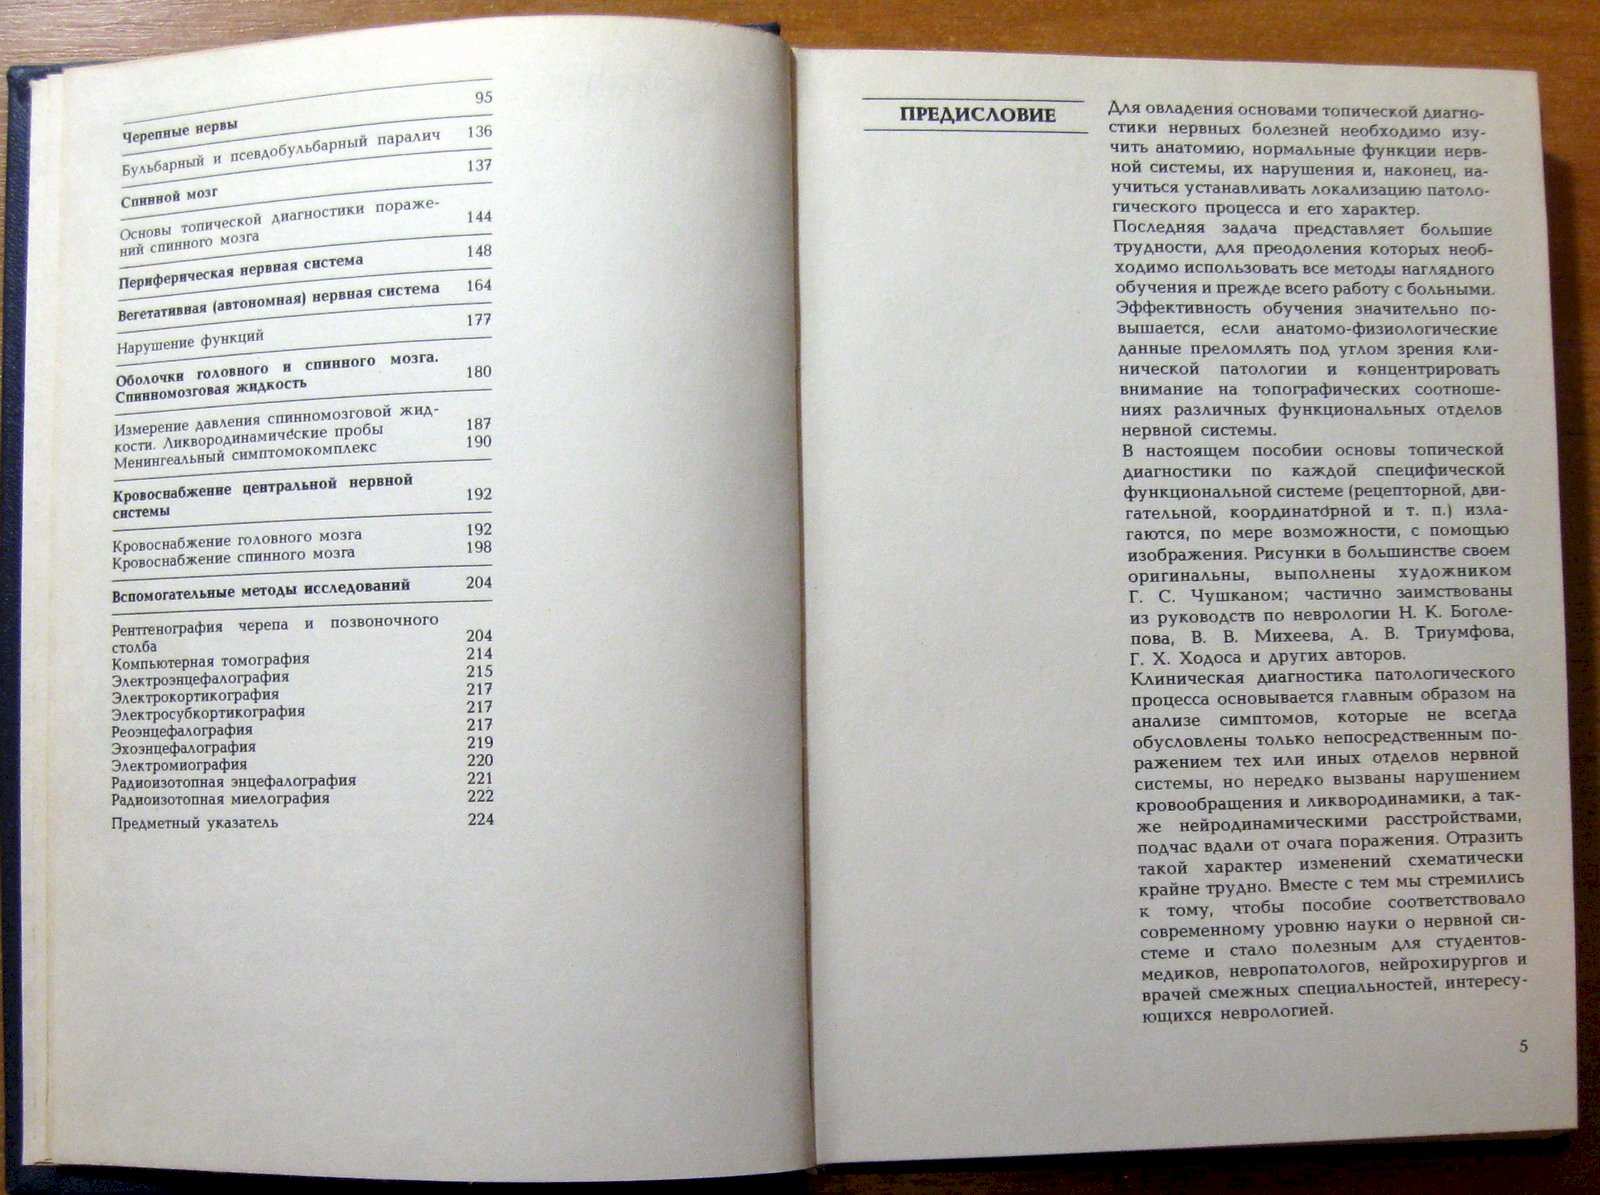 Черепные нервы 95
Бульбарный и псевдобульбарный паралич 136
Спинной мозг 137
Основы топической диагностики пораже-
ний спинного мозга 144
Периферическая нервная система 148
Вегетативная (автономная) нервная система 164
Нарушение функций 177
Оболочки головного и спинного мозга.
Спинномозговая жидкость 180
Измерение давления спинномозговой жид-
кости. Ликвородинамические пробы 187
Менингеальный симптомокомплекс 190
Кровоснабжение центральной нервной
системы 192
Кровоснабжение головного мозга 192
Кровоснабжение спинного мозга 198
Вспомогательные методы исследований 204
Рентгенография черепа и позвоночного
столба 204
Компьютерная томография 214
Электроэнцефалография 215
Электрокортикография 217
Электросубкортикография 217
Реоэнцефалография 217
Эхоэнцефалография 219
Электромиография 220
Радиоизотопная энцефалография 221
Радиоизотопная миелография 222
Предметный указатель 224
ПРЕДИСЛОВИЕ
Для овладения основами топической диагно-
стики нервных болезней необходимо изу-
чить анатомию, нормальные функции нерв-
ной системы, их нарушения и, наконец, на-
учиться устанавливать локализацию патоло-
гического процесса и его характер.
Последняя задача представляет большие
трудности, для преодоления которых необ-
ходимо использовать все методы наглядного
обучения и прежде всего работу с больными.
Эффективность обучения значительно по-
вышается, если анатомо-физиологические
данные преломлять под углом зрения кли-
нической патологии и концентрировать
внимание на топографических соотноше-
ниях различных функциональных отделов
нервной системы.
В настоящем пособии основы топической
диагностики по каждой специфической
функциональной системе (рецепторной, дви-
гательной, координаторной и т. п.) изла-
гаются, по мере возможности, с помощью
изображения. Рисунки в большинстве своем
оригинальны, выполнены художником
Г. С. Чушканом; частично заимствованы
из руководств по неврологии Н. К. Боголе-
пова, В. В. Михеева, А. В. Триумфова,
Г. Х. Ходоса и других авторов.
Клиническая диагностика патологического
процесса основывается главным образом на
анализе симптомов, которые не всегда
обусловлены только непосредственным по-
ражением тех или иных отделов нервной
системы, но нередко вызваны нарушением
кровообращения и ликвородинамики, а так-
же нейродинамическими расстройствами,
подчас вдали от очага поражения. Отразить
такой характер изменений схематически
крайне трудно. Вместе с тем мы стремились
к тому, чтобы пособие соответствовало
современному уровню науки о нервной си-
стеме и стало полезным для студентов-
медиков, невропатологов, нейрохирургов и
врачей смежных специальностей, интересу-
ющихся неврологией.
5